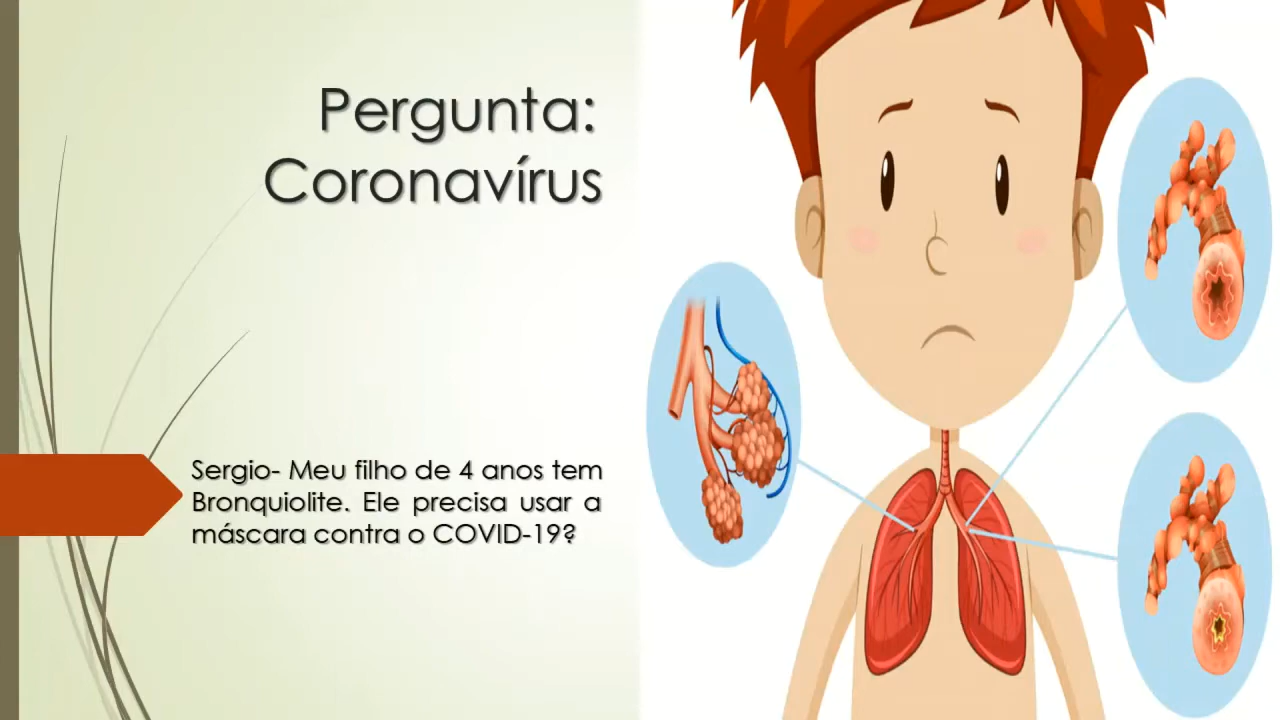 Pergunta:
Coronavírus
Sergio- Meu filho de 4 anos tem
Bronquiolite. Ele precisa usar a
máscara contra o COVID-19?